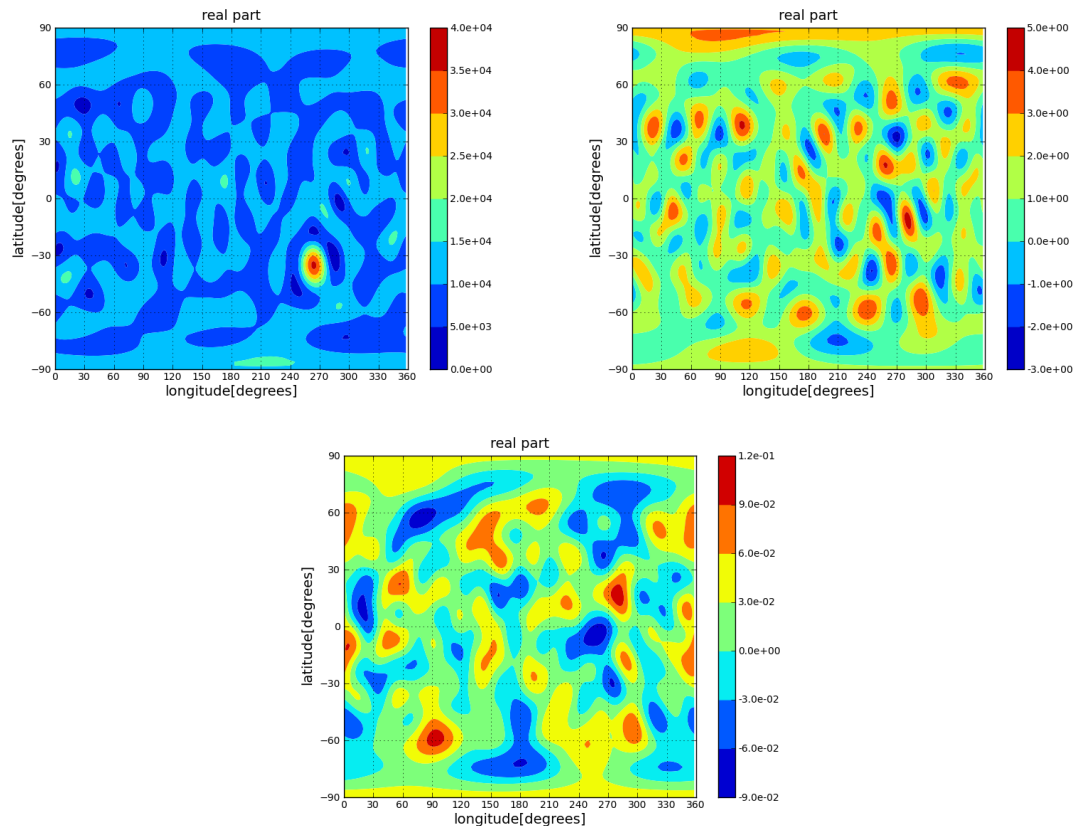 real part
90
60
30
0
−30
−60
−90
0 30 60 90 120 150 180 210 240 270 300 330 360
longitude[degrees]
latitude[degrees]
4.0e+04
3.5e+04
3.0e+04
2.5e+04
2.0e+04
1.5e+04
1.0e+04
5.0e+03
0.0e+00
real part
90
60
30
0
−30
−60
−90
0 30 60 90 120 150 180 210 240 270 300 330 360
longitude[degrees]
latitude[degrees]
5.0e+00
4.0e+00
3.0e+00
2.0e+00
1.0e+00
0.0e+00
-1.0e+00
-2.0e+00
-3.0e+00
real part
90
60
30
0
−30
−60
−90
0 30 60 90 120 150 180 210 240 270 300 330 360
longitude[degrees]
latitude[degrees]
1.2e-01
9.0e-02
6.0e-02
3.0e-02
0.0e+00
-3.0e-02
-6.0e-02
-9.0e-02